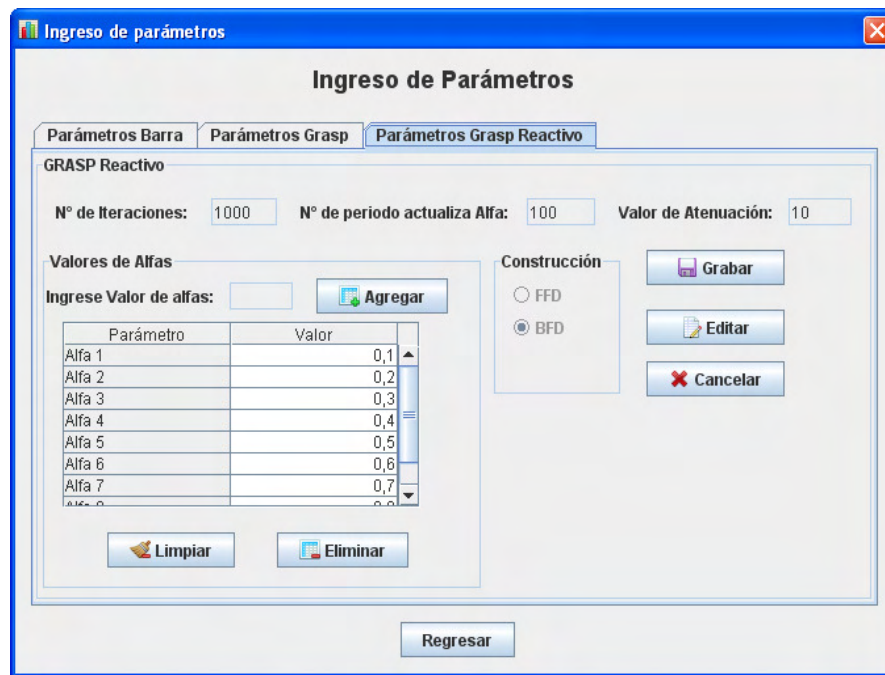 Ingreso de parámetros
Ingreso de Parámetros
Parámetros Barra Parámetros Grasp Parámetros Grasp Reactivo
GRASP Reactivo
N° de Iteraciones: 1000 N° de periodo actualiza Alfa: 100 Valor de Atenuación: 10
Valores de Alfas
Ingrese Valor de alfas: Agregar
Parámetro Valor
Alfa 1 0,1
Alfa 2 0,2
Alfa 3 0,3
Alfa 4 0,4
Alfa 5 0,5
Alfa 6 0,6
Alfa 7 0,7
Limpiar Eliminar
Construcción
FFD
BFD
Grabar
Editar
Cancelar
Regresar